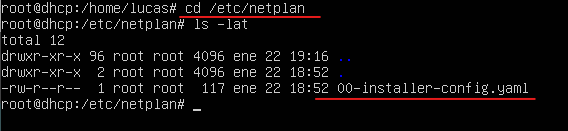 root@dhcp:/home/lucas# cd /etc/netplan
root@dhcp:/etc/netplan# ls -lat
total 12
drwxr-xr-x 96 root root 4096 ene 22 19:16 ..
drwxr-xr-x  2 root root 4096 ene 22 18:52 .
-rw-r--r--  1 root root  117 ene 22 18:52 00-installer-config.yaml
root@dhcp:/etc/netplan# _